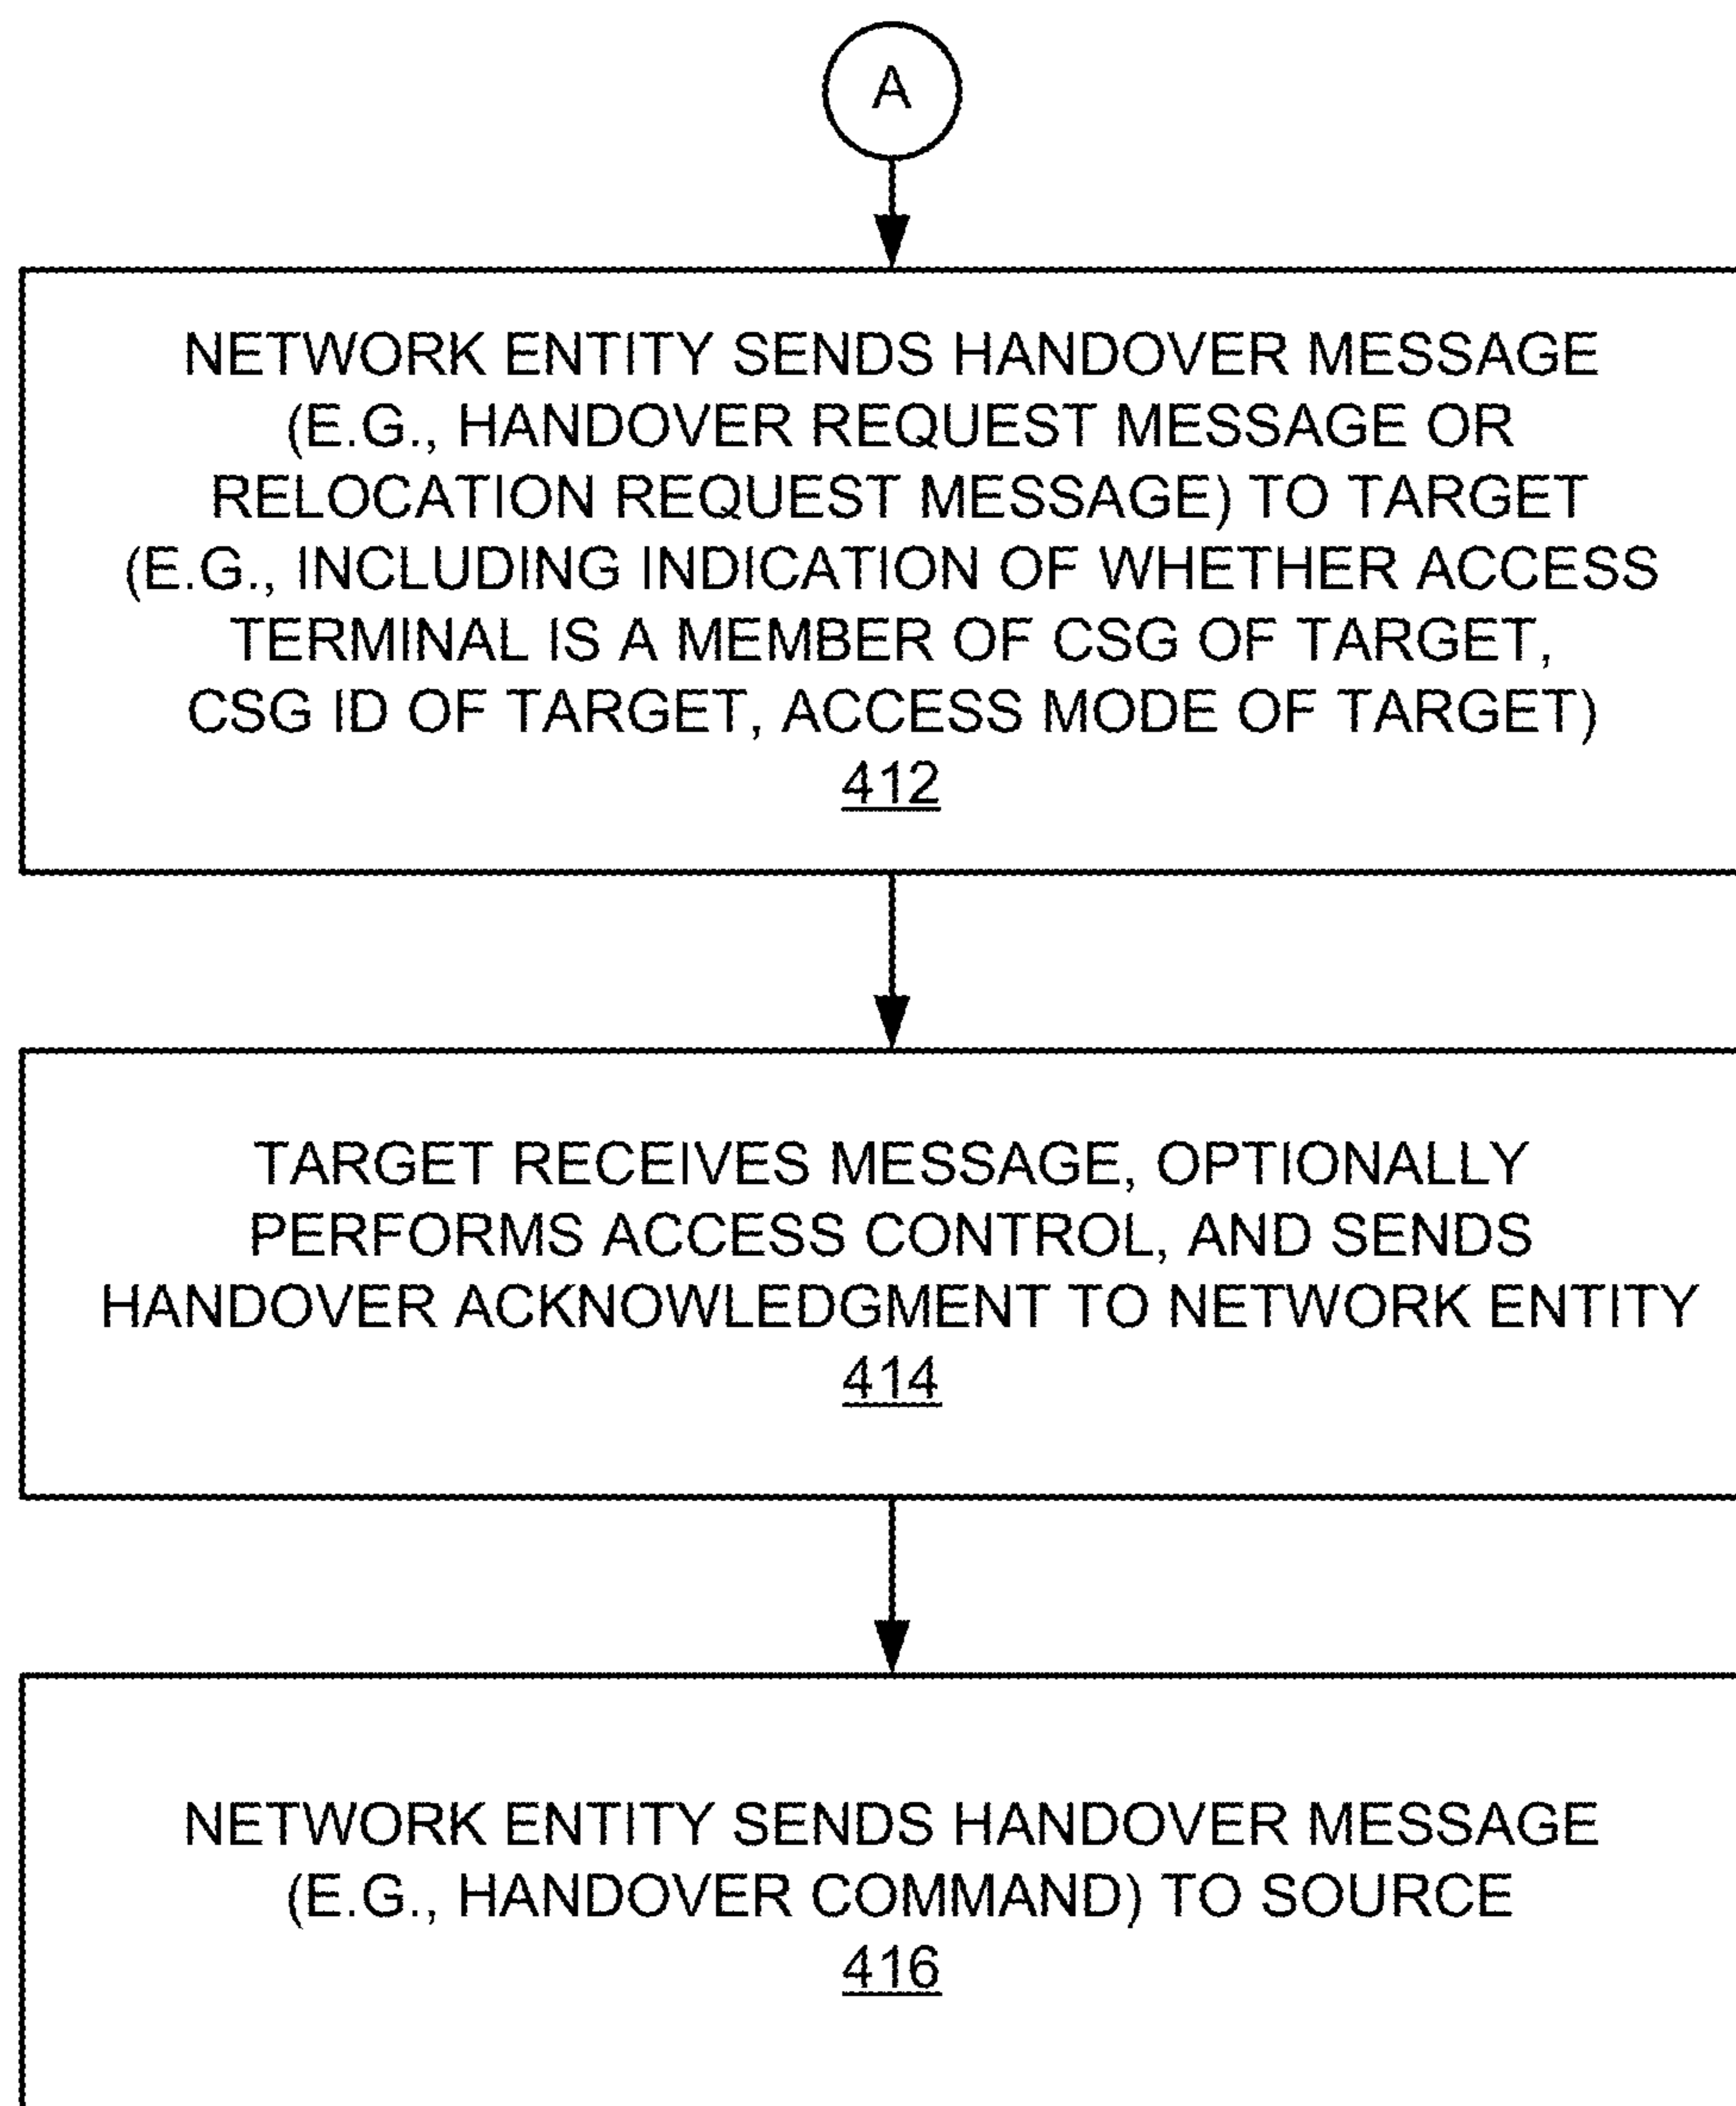 A
NETWORK ENTITY SENDS HANDOVER MESSAGE
(E.G., HANDOVER REQUEST MESSAGE OR
RELOCATION REQUEST MESSAGE) TO TARGET
(E.G., INCLUDING INDICATION OF WHETHER ACCESS
TERMINAL IS A MEMBER OF CSG OF TARGET,
CSG ID OF TARGET, ACCESS MODE OF TARGET)
412
TARGET RECEIVES MESSAGE, OPTIONALLY
PERFORMS ACCESS CONTROL, AND SENDS
HANDOVER ACKNOWLEDGMENT TO NETWORK ENTITY
414
NETWORK ENTITY SENDS HANDOVER MESSAGE
(E.G., HANDOVER COMMAND) TO SOURCE
416